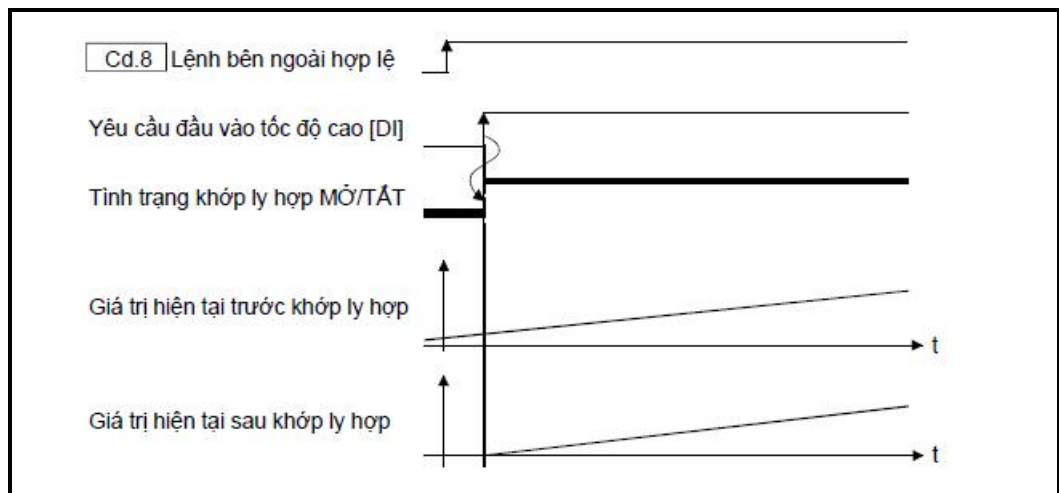 Cd.8 Lệnh bên ngoài hợp lệ
Yêu cầu đầu vào tốc độ cao [DI]
Tình trạng khớp ly hợp MỞ/TẮT
Giá trị hiện tại trước khớp ly hợp
t
Giá trị hiện tại sau khớp ly hợp
t